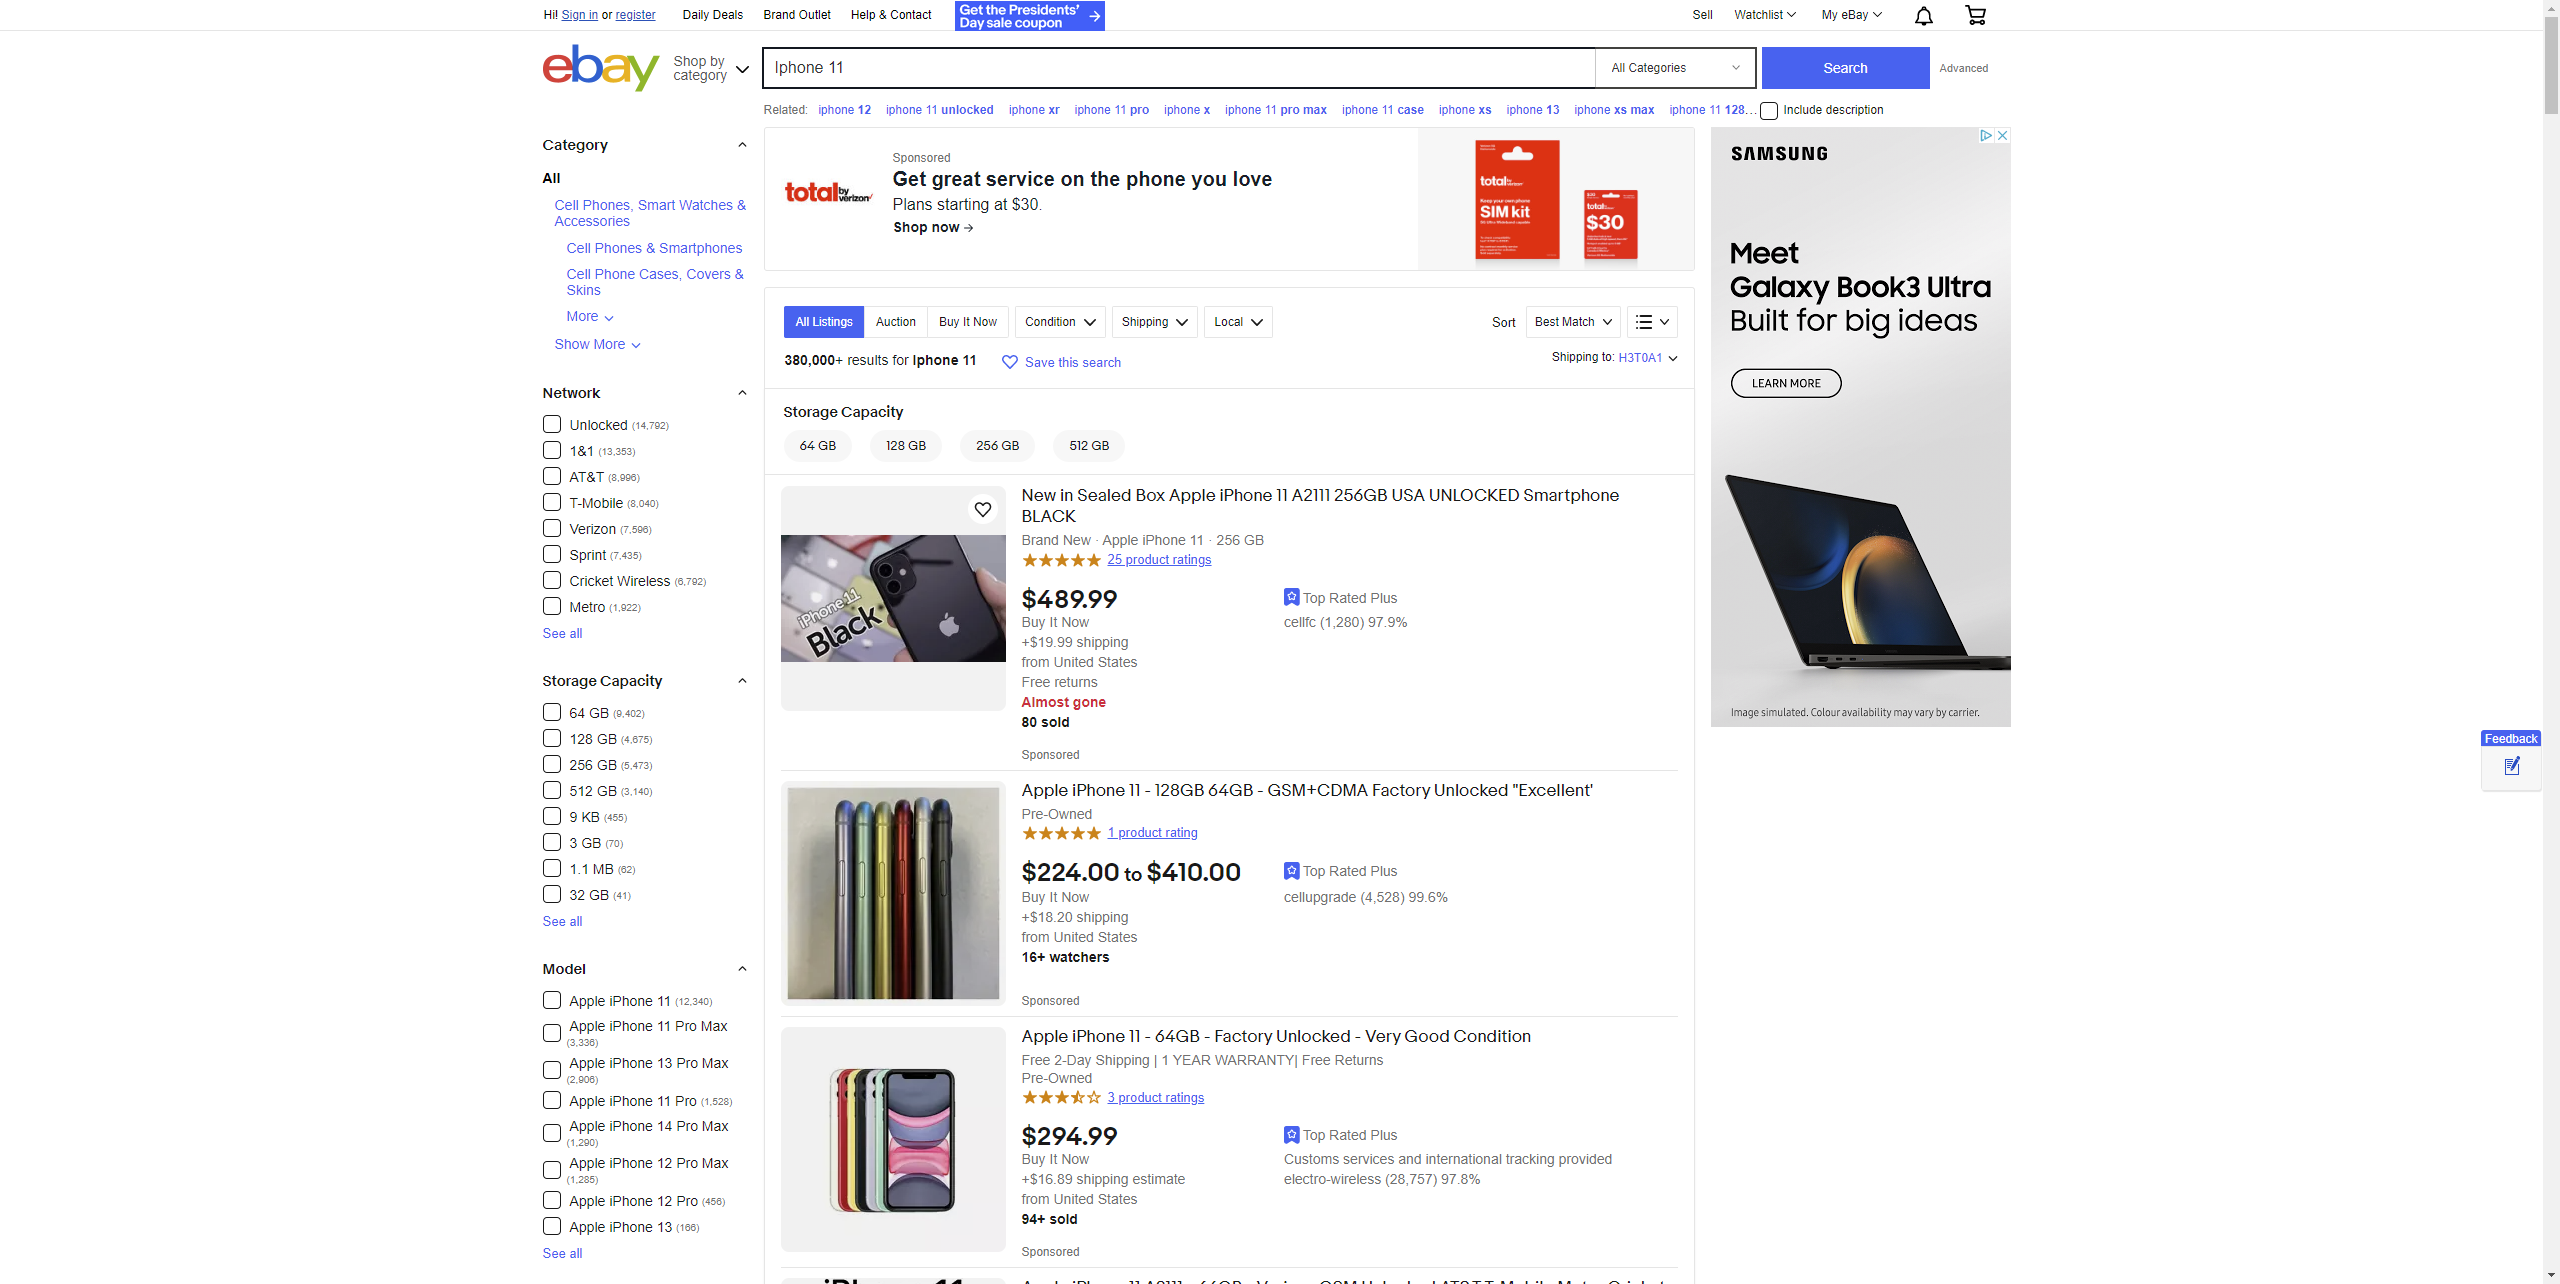 Hi! Sign in or register
Daily Deals
Brand Outlet
Help & Contact
Get the Presidents'
Day sale coupon
Sell
Watchlist
My eBay
ebay
Shop by
category
Iphone 11
All Categories
Search
Advanced
Related: iphone 12 iphone 11 unlocked iphone xr iphone 11 pro iphone x iphone 11 pro max iphone 11 case iphone xs iphone 13 iphone xs max iphone 11 128...
Include description
Category
All
Cell Phones, Smart Watches &
Accessories
Cell Phones & Smartphones
Cell Phone Cases, Covers &
Skins
More
Show More
Network
Unlocked (14,792)
1&1 (13,353)
AT&T (8,996)
T-Mobile (8,040)
Verizon (7,596)
Sprint (7,435)
Cricket Wireless (6,792)
Metro (1,922)
See all
Storage Capacity
64 GB (9,402)
128 GB (4,675)
256 GB (5,473)
512 GB (3,140)
9 KB (455)
3 GB (70)
1.1 MB (62)
32 GB (41)
See all
Model
Apple iPhone 11 (12,340)
Apple iPhone 11 Pro Max
(3,336)
Apple iPhone 13 Pro Max
(2,906)
Apple iPhone 11 Pro (1,528)
Apple iPhone 14 Pro Max
(1,290)
Apple iPhone 12 Pro Max
(1,285)
Apple iPhone 12 Pro (456)
Apple iPhone 13 (166)
See all
Sponsored
total by verizon
Get great service on the phone you love
Plans starting at $30.
Shop now
total by verizon
Keep your own phone
SIM kit
total
$30
All Listings
Auction
Buy It Now
Condition
Shipping
Local
Sort
Best Match
380,000+ results for Iphone 11
Save this search
Shipping to: H3T0A1
Storage Capacity
64 GB
128 GB
256 GB
512 GB
iPhone 11
Black
New in Sealed Box Apple iPhone 11 A2111 256GB USA UNLOCKED Smartphone
BLACK
Brand New · Apple iPhone 11 · 256 GB
25 product ratings
$489.99
Buy It Now
+$19.99 shipping
from United States
Free returns
Almost gone
80 sold
Sponsored
Top Rated Plus
cellfc (1,280) 97.9%
Apple iPhone 11 - 128GB 64GB - GSM+CDMA Factory Unlocked "Excellent'
Pre-Owned
1 product rating
$224.00 to $410.00
Buy It Now
+$18.20 shipping
from United States
16+ watchers
Sponsored
Top Rated Plus
cellupgrade (4,528) 99.6%
Apple iPhone 11 - 64GB - Factory Unlocked - Very Good Condition
Free 2-Day Shipping | 1 YEAR WARRANTY| Free Returns
Pre-Owned
3 product ratings
$294.99
Buy It Now
+$16.89 shipping estimate
from United States
94+ sold
Sponsored
Top Rated Plus
Customs services and international tracking provided
electro-wireless (28,757) 97.8%
SAMSUNG
Meet
Galaxy Book3 Ultra
Built for big ideas
LEARN MORE
Image simulated. Colour availability may vary by carrier.
Feedback